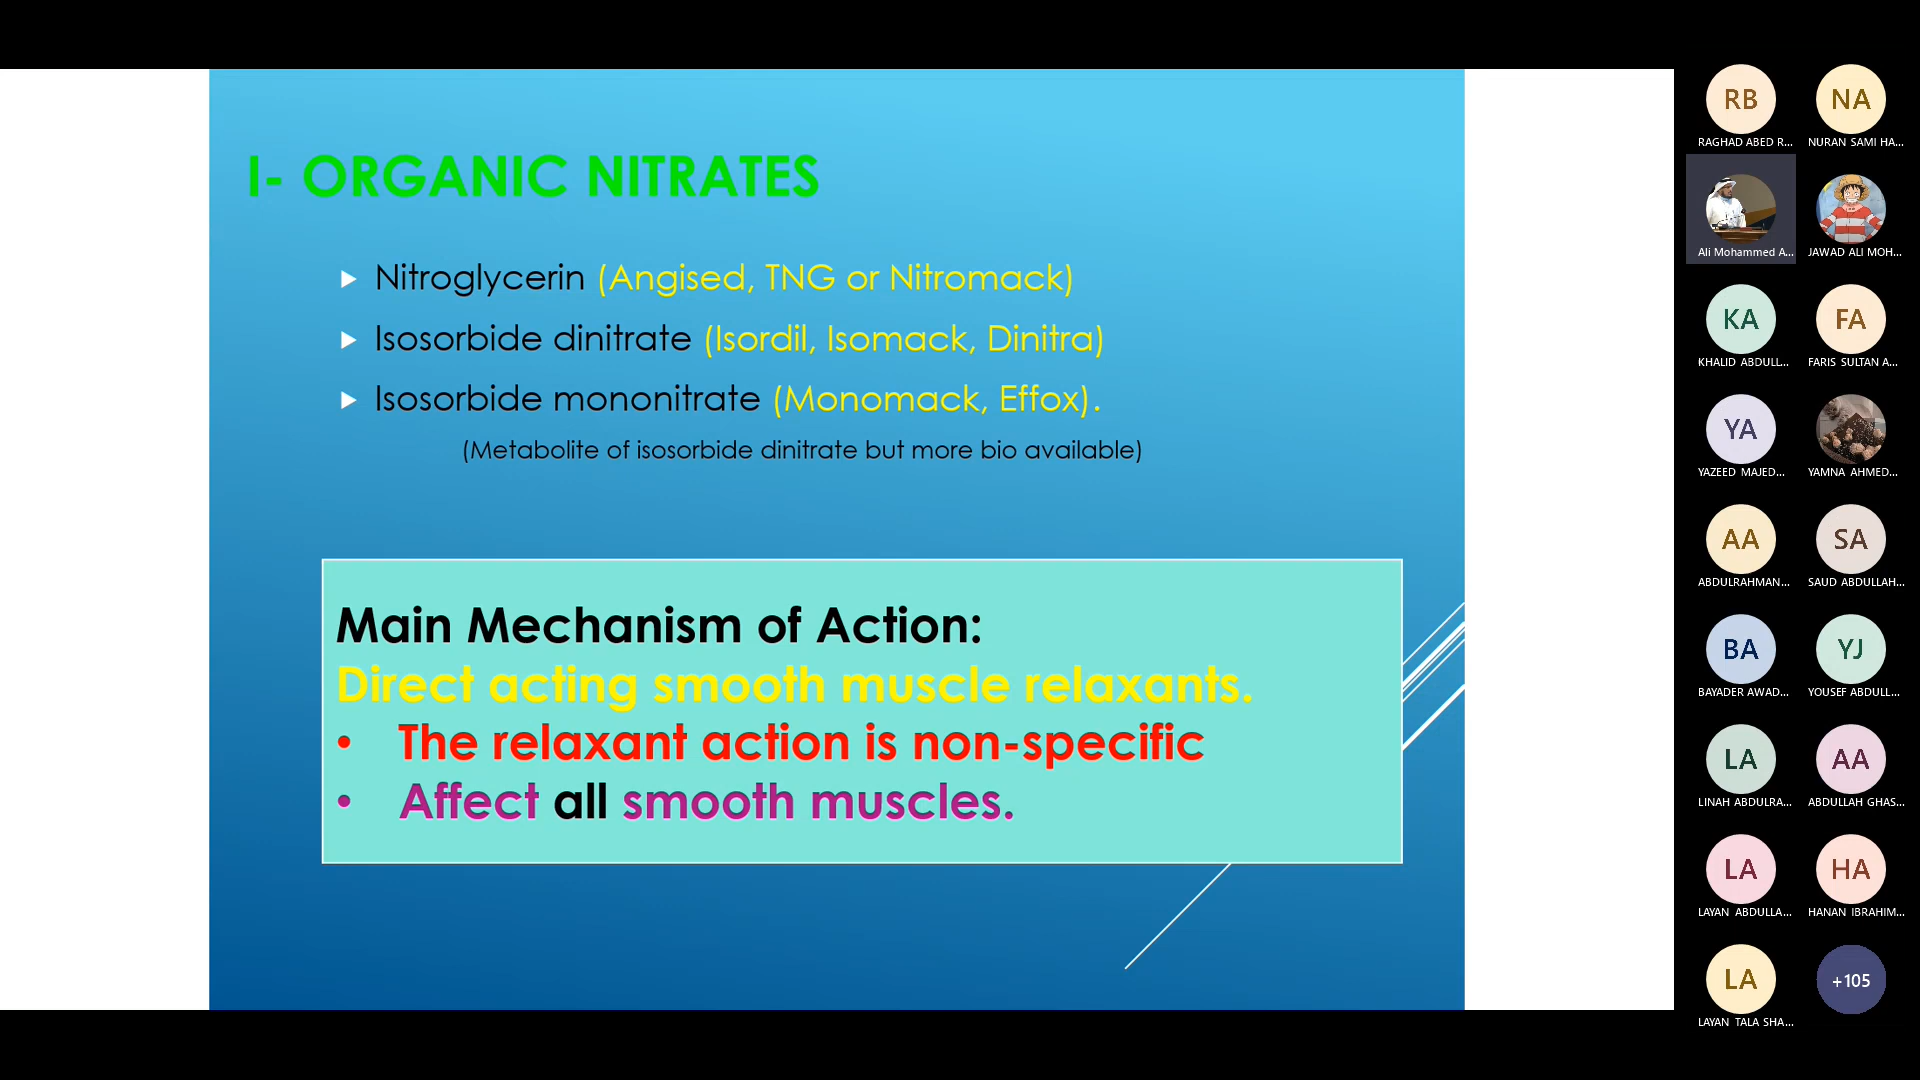 I- ORGANIC NITRATES
Nitroglycerin (Angised, TNG or Nitromack)
Isosorbide dinitrate (Isordil, Isomack, Dinitra)
Isosorbide mononitrate (Monomack, Effox).
(Metabolite of isosorbide dinitrate but more bio available)
Main Mechanism of Action:
Direct acting smooth muscle relaxants.
• The relaxant action is non-specific
• Affect all smooth muscles.
RB NA
RAGHAD ABED R... NURAN SAMI HA...
Ali Mohammed A... JAWAD ALI MOH...
KA FA
KHALID ABDULL... FARIS SULTAN A...
YA
YAZEED MAJED... YAMNA AHMED...
AA SA
ABDULRAHMAN... SAUD ABDULLAH...
BA YJ
BAYADER AWAD... YOUSEF ABDULL...
LA AA
LINAH ABDULRA... ABDULLAH GHAS...
LA HA
LAYAN ABDULLA... HANAN IBRAHIM...
LA +105
LAYAN TALA SHA...